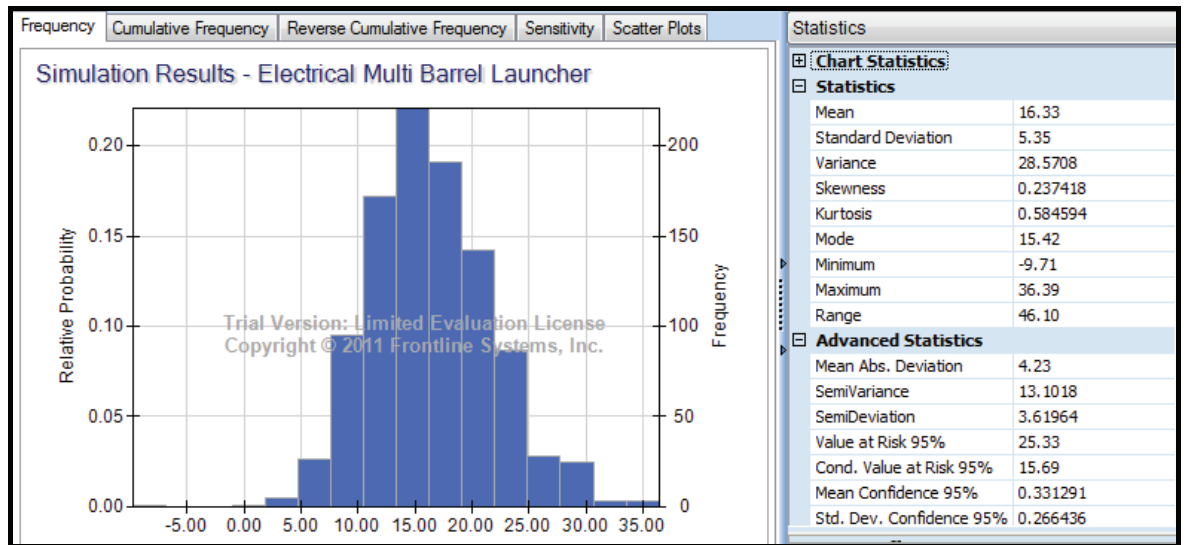 Frequency
Cumulative Frequency
Reverse Cumulative Frequency
Sensitivity
Scatter Plots
Simulation Results - Electrical Multi Barrel Launcher
0.20
0.15
0.10
0.05
0.00
Relative Probability
200
150
100
50
0
Frequency
-5.00 0.00 5.00 10.00 15.00 20.00 25.00 30.00 35.00
Trial Version: Limited Evaluation License
Copyright © 2011 Frontline Systems, Inc.
Statistics
Chart Statistics
Statistics
Mean 16.33
Standard Deviation 5.35
Variance 28.5708
Skewness 0.237418
Kurtosis 0.584594
Mode 15.42
Minimum -9.71
Maximum 36.39
Range 46.10
Advanced Statistics
Mean Abs. Deviation 4.23
SemiVariance 13.1018
SemiDeviation 3.61964
Value at Risk 95% 25.33
Cond. Value at Risk 95% 15.69
Mean Confidence 95% 0.331291
Std. Dev. Confidence 95% 0.266436